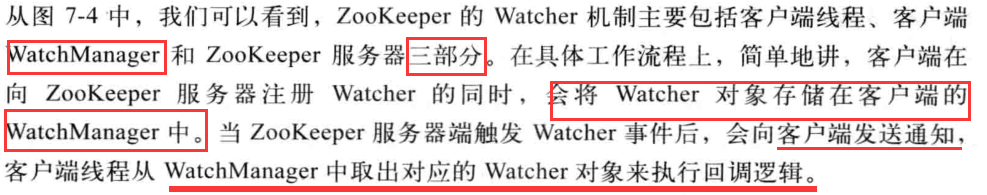 从图 7-4 中，我们可以看到，ZooKeeper 的 Watcher 机制主要包括客户端线程、客户端
WatchManager 和 ZooKeeper 服务器三部分。在具体工作流程上，简单地讲，客户端在
向 ZooKeeper 服务器注册 Watcher 的同时，会将 Watcher 对象存储在客户端的
WatchManager 中。当 ZooKeeper 服务器端触发 Watcher 事件后，会向客户端发送通知，
客户端线程从 WatchManager 中取出对应的 Watcher 对象来执行回调逻辑。